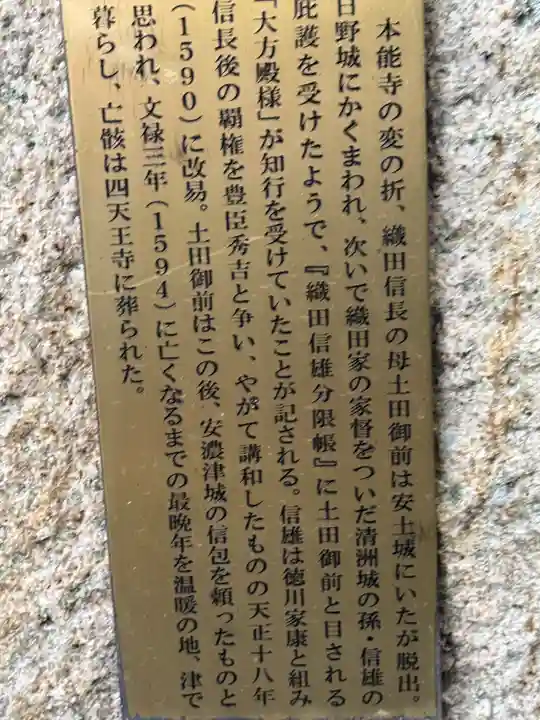 本能寺の変の折、織田信長の母土田御前は安土城にいたが脱出。
日野城にかくまわれ、次いで織田家の家督をついだ清洲城の孫・信雄の
庇護を受けたようで、『織田信雄分限帳』に土田御前と目される
「大方殿様」が知行を受けていたことが記される。信雄は徳川家康と組み
信長後の覇権を豊臣秀吉と争い、やがて講和したものの天正十八年
(1590)に改易。土田御前はこの後、安濃津城の信包を頼ったものと
思われ、文禄三年(1594)に亡くなるまでの最晩年を温暖の地、津で
暮らし、亡骸は四天王寺に葬られた。